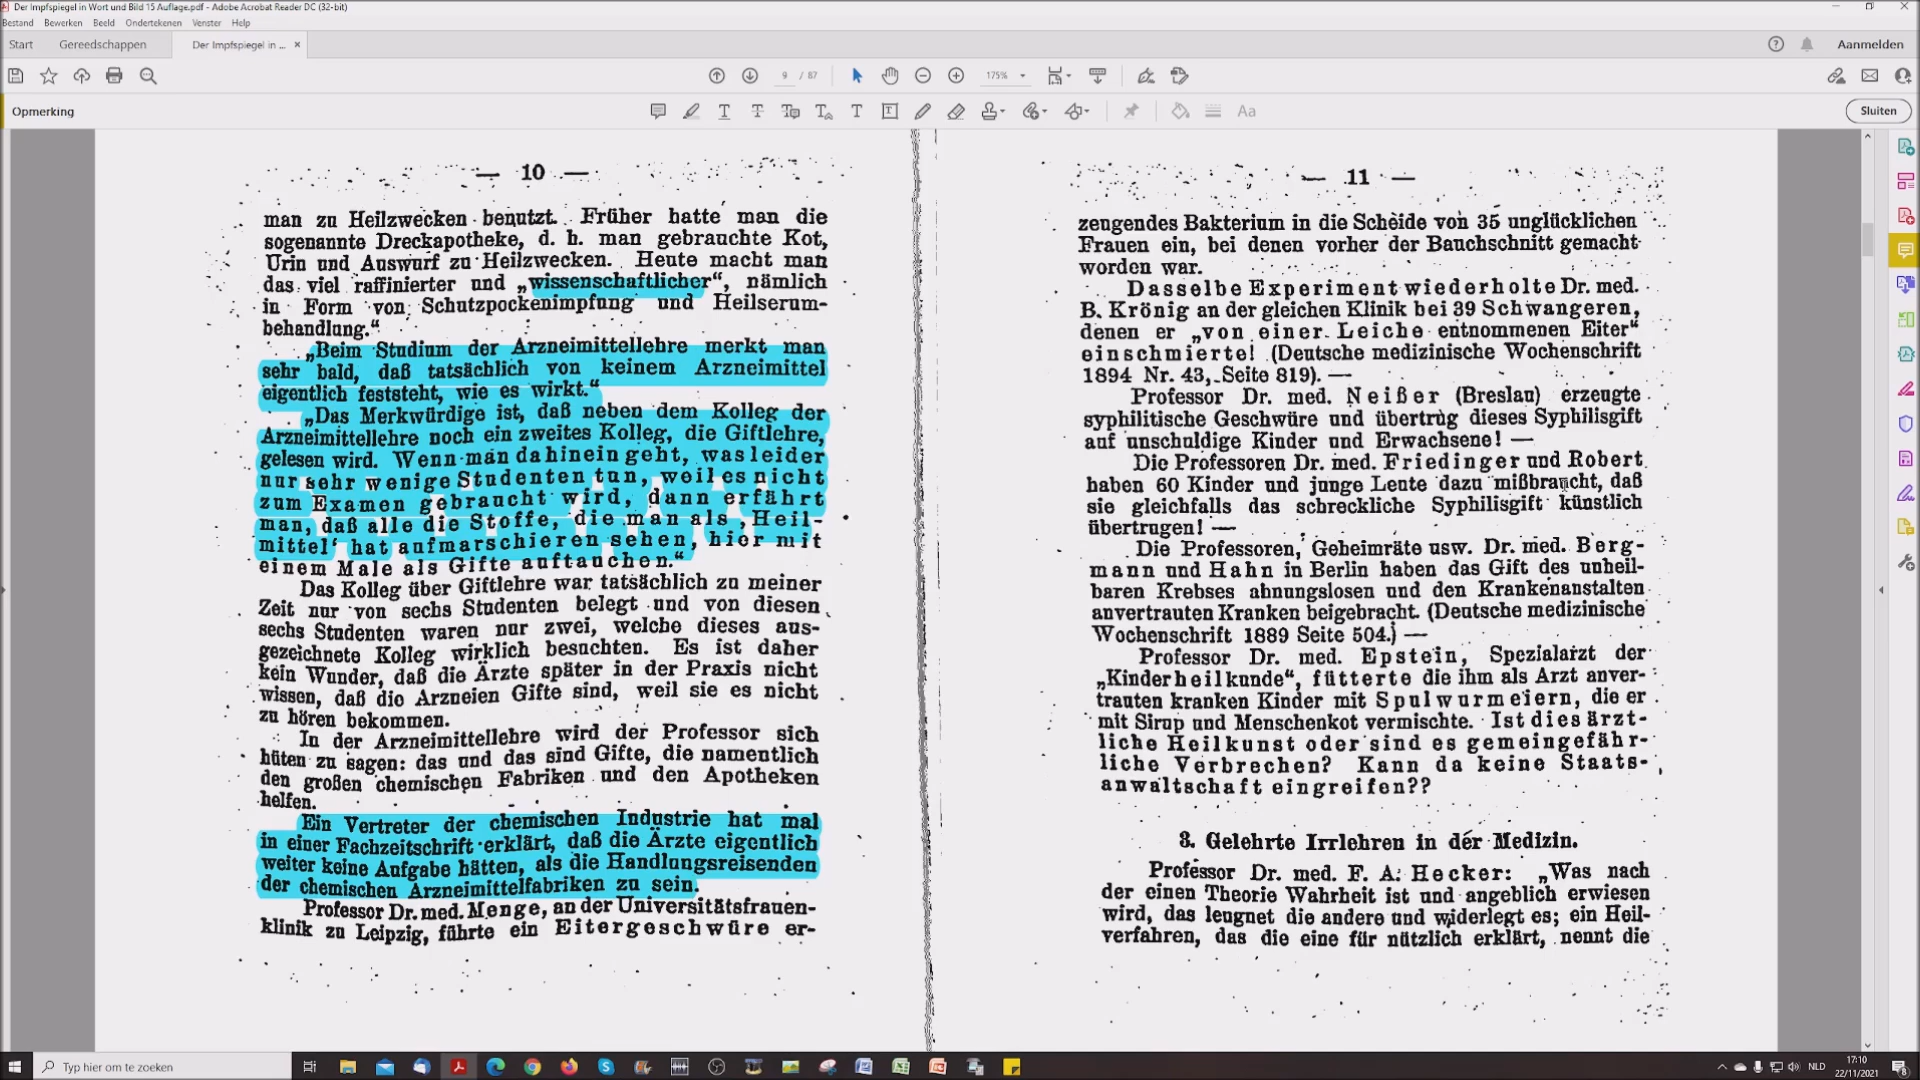 Der Impfspiegel in Wort und Bild 15 Auflage.pdf - Adobe Acrobat Reader DC (32-bit)
Bestand Bewerken Beeld Ondertekenen Venster Help
Start Gereedschappen Der Impfspiegel in ... × Aanmelden
9 / 87 175%
Opmerking Aa Sluiten
— 10 —
man zu Heilzwecken benutzt. Früher hatte man die
sogenannte Dreckapotheke, d. h. man gebrauchte Kot,
Urin und Auswurf zu Heilzwecken. Heute macht man
das viel raffinierter und „wissenschaftlicher“, nämlich
in Form von Schutzpockenimpfung und Heilserum-
behandlung.“
„Beim Studium der Arzneimittellehre merkt man
sehr bald, daß tatsächlich von keinem Arzneimittel
eigentlich feststeht, wie es wirkt.“
„Das Merkwürdige ist, daß neben dem Kolleg der
Arzneimittellehre noch ein zweites Kolleg, die Giftlehre,
gelesen wird. Wenn man dahinein geht, was leider
nur sehr wenige Studenten tun, weil es nicht
zum Examen gebraucht wird, dann erfährt
man, daß alle die Stoffe, die man als ‚Heil-
mittel‘ hat aufmarschieren sehen, hier mit
einem Male als Gifte auftauchen.“
Das Kolleg über Giftlehre war tatsächlich zu meiner
Zeit nur von sechs Studenten belegt und von diesen
sechs Studenten waren nur zwei, welche dieses aus-
gezeichnete Kolleg wirklich besuchten. Es ist daher
kein Wunder, daß die Ärzte später in der Praxis nicht
wissen, daß die Arzneien Gifte sind, weil sie es nicht
zu hören bekommen.
In der Arzneimittellehre wird der Professor sich
hüten zu sagen: das und das sind Gifte, die namentlich
den großen chemischen Fabriken und den Apotheken
helfen.
Ein Vertreter der chemischen Industrie hat mal
in einer Fachzeitschrift erklärt, daß die Ärzte eigentlich
weiter keine Aufgabe hätten, als die Handlungsreisenden
der chemischen Arzneimittelfabriken zu sein.
Professor Dr. med. Menge, an der Universitätsfrauen-
klinik zu Leipzig, führte ein Eitergeschwüre er-
— 11 —
zeugendes Bakterium in die Scheide von 35 unglücklichen
Frauen ein, bei denen vorher der Bauchschnitt gemacht
worden war.
Dasselbe Experiment wiederholte Dr. med.
B. Krönig an der gleichen Klinik bei 39 Schwangeren,
denen er „von einer Leiche entnommenen Eiter“
einschmierte! (Deutsche medizinische Wochenschrift
1894 Nr. 43, Seite 819). —
Professor Dr. med. Neißer (Breslau) erzeugte
syphilitische Geschwüre und übertrug dieses Syphilisgift
auf unschuldige Kinder und Erwachsene! —
Die Professoren Dr. med. Friedinger und Robert
haben 60 Kinder und junge Leute dazu mißbraucht, daß
sie gleichfalls das schreckliche Syphilisgift künstlich
übertrugen! —
Die Professoren, Geheimräte usw. Dr. med. Berg-
mann und Hahn in Berlin haben das Gift des unheil-
baren Krebses ahnungslosen und den Krankenanstalten
anvertrauten Kranken beigebracht. (Deutsche medizinische
Wochenschrift 1889 Seite 504.) —
Professor Dr. med. Epstein, Spezialarzt der
„Kinderheilkunde“, fütterte die ihm als Arzt anver-
trauten kranken Kinder mit Spulwurmeiern, die er
mit Sirup und Menschenkot vermischte. Ist dies ärzt-
liche Heilkunst oder sind es gemeingefähr-
liche Verbrechen? Kann da keine Staats-
anwaltschaft eingreifen??
3. Gelehrte Irrlehren in der Medizin.
Professor Dr. med. F. A. Hecker: „Was nach
der einen Theorie Wahrheit ist und angeblich erwiesen
wird, das leugnet die andere und widerlegt es; ein Heil-
verfahren, das die eine für nützlich erklärt, nennt die
Typ hier om te zoeken
NLD
17:10
22/11/2021
8